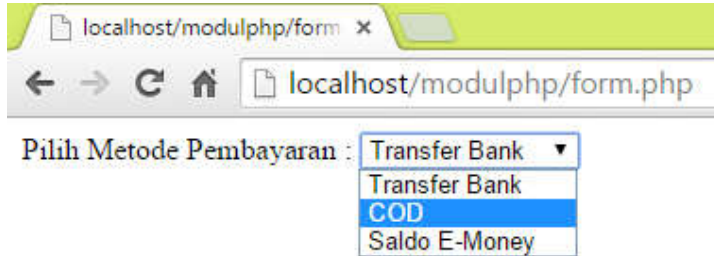 localhost/modulphp/form
localhost/modulphp/form.php
Pilih Metode Pembayaran : Transfer Bank
Transfer Bank
COD
Saldo E-Money